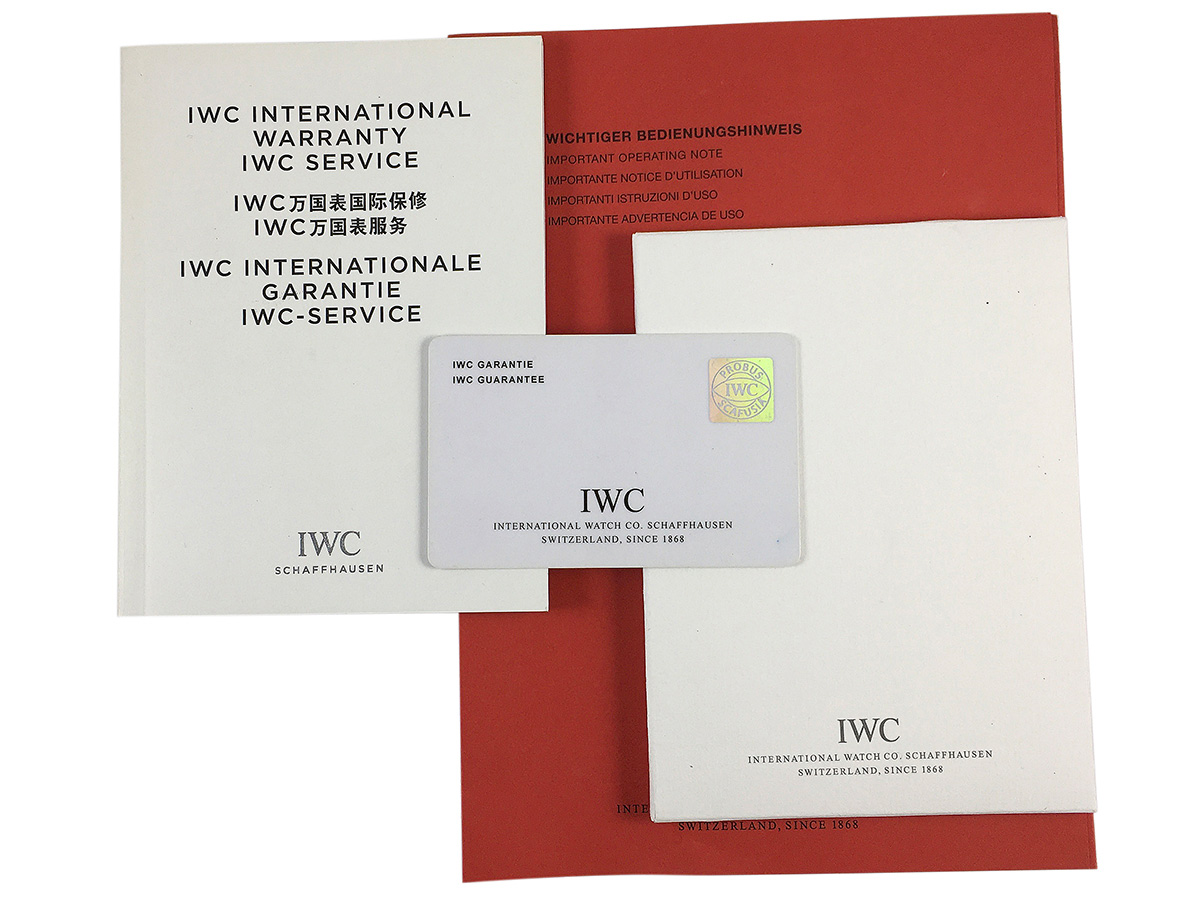 IWC INTERNATIONAL
WARRANTY
IWC SERVICE
IWC万国表国际保修
IWC万国表服务
IWC INTERNATIONALE
GARANTIE
IWC-SERVICE
IWC
SCHAFFHAUSEN
WICHTIGER BEDIENUNGSHINWEIS
IMPORTANT OPERATING NOTE
IMPORTANTE NOTICE D'UTILISATION
IMPORTANTI ISTRUZIONI D'USO
IMPORTANTE ADVERTENCIA DE USO
IWC GARANTIE
IWC GUARANTEE
PROBUS
IWC
SCAFUSIA
IWC
INTERNATIONAL WATCH CO. SCHAFFHAUSEN
SWITZERLAND, SINCE 1868
IWC
INTERNATIONAL WATCH CO. SCHAFFHAUSEN
SWITZERLAND, SINCE 1868
INTE
SWITZERLAND, SINCE 1868